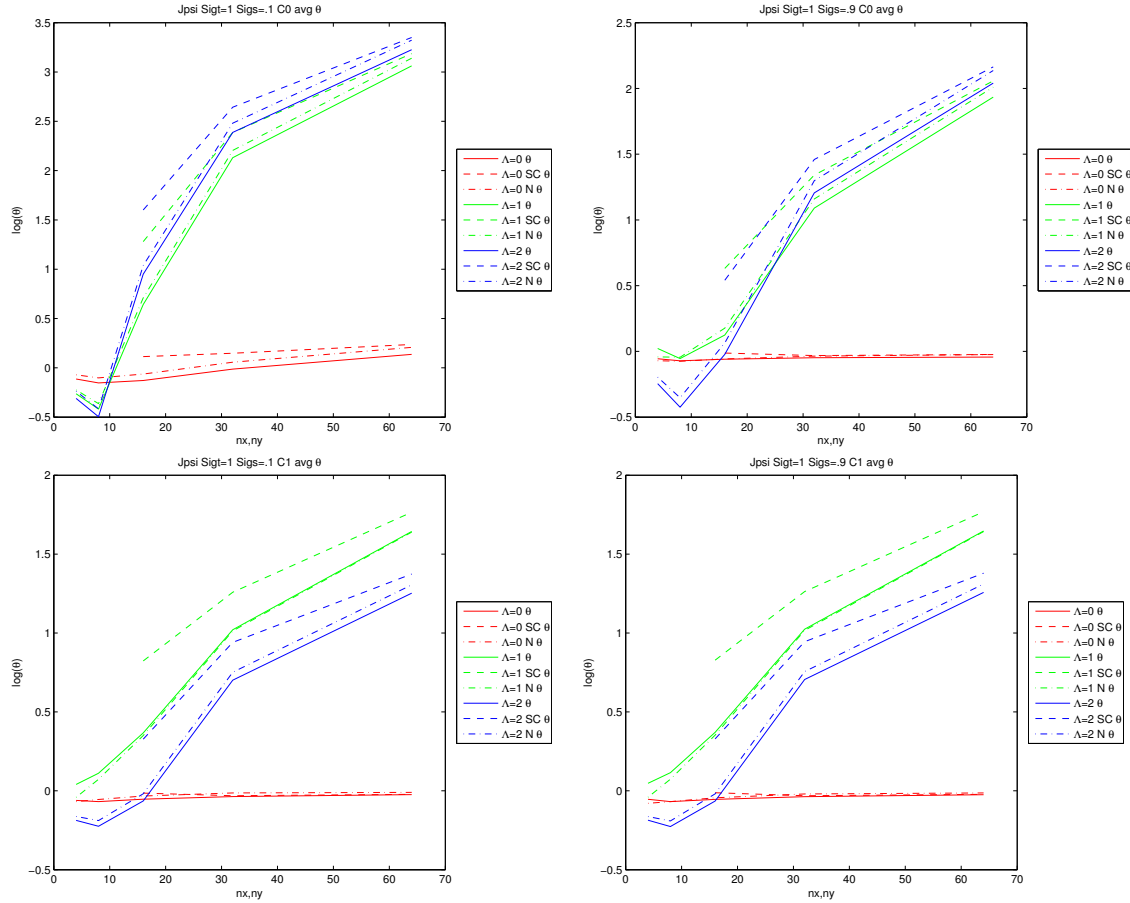 Jpsi Sigt=1 Sigs=.1 C0 avg θ
3.5
3
2.5
2
1.5
1
0.5
0
−0.5
log(θ)
0 10 20 30 40 50 60 70
nx,ny
Λ=0 θ
Λ=0 SC θ
Λ=0 N θ
Λ=1 θ
Λ=1 SC θ
Λ=1 N θ
Λ=2 θ
Λ=2 SC θ
Λ=2 N θ
Jpsi Sigt=1 Sigs=.9 C0 avg θ
2.5
2
1.5
1
0.5
0
−0.5
log(θ)
0 10 20 30 40 50 60 70
nx,ny
Λ=0 θ
Λ=0 SC θ
Λ=0 N θ
Λ=1 θ
Λ=1 SC θ
Λ=1 N θ
Λ=2 θ
Λ=2 SC θ
Λ=2 N θ
Jpsi Sigt=1 Sigs=.1 C1 avg θ
2
1.5
1
0.5
0
−0.5
log(θ)
0 10 20 30 40 50 60 70
nx,ny
Λ=0 θ
Λ=0 SC θ
Λ=0 N θ
Λ=1 θ
Λ=1 SC θ
Λ=1 N θ
Λ=2 θ
Λ=2 SC θ
Λ=2 N θ
Jpsi Sigt=1 Sigs=.9 C1 avg θ
2
1.5
1
0.5
0
−0.5
log(θ)
0 10 20 30 40 50 60 70
nx,ny
Λ=0 θ
Λ=0 SC θ
Λ=0 N θ
Λ=1 θ
Λ=1 SC θ
Λ=1 N θ
Λ=2 θ
Λ=2 SC θ
Λ=2 N θ